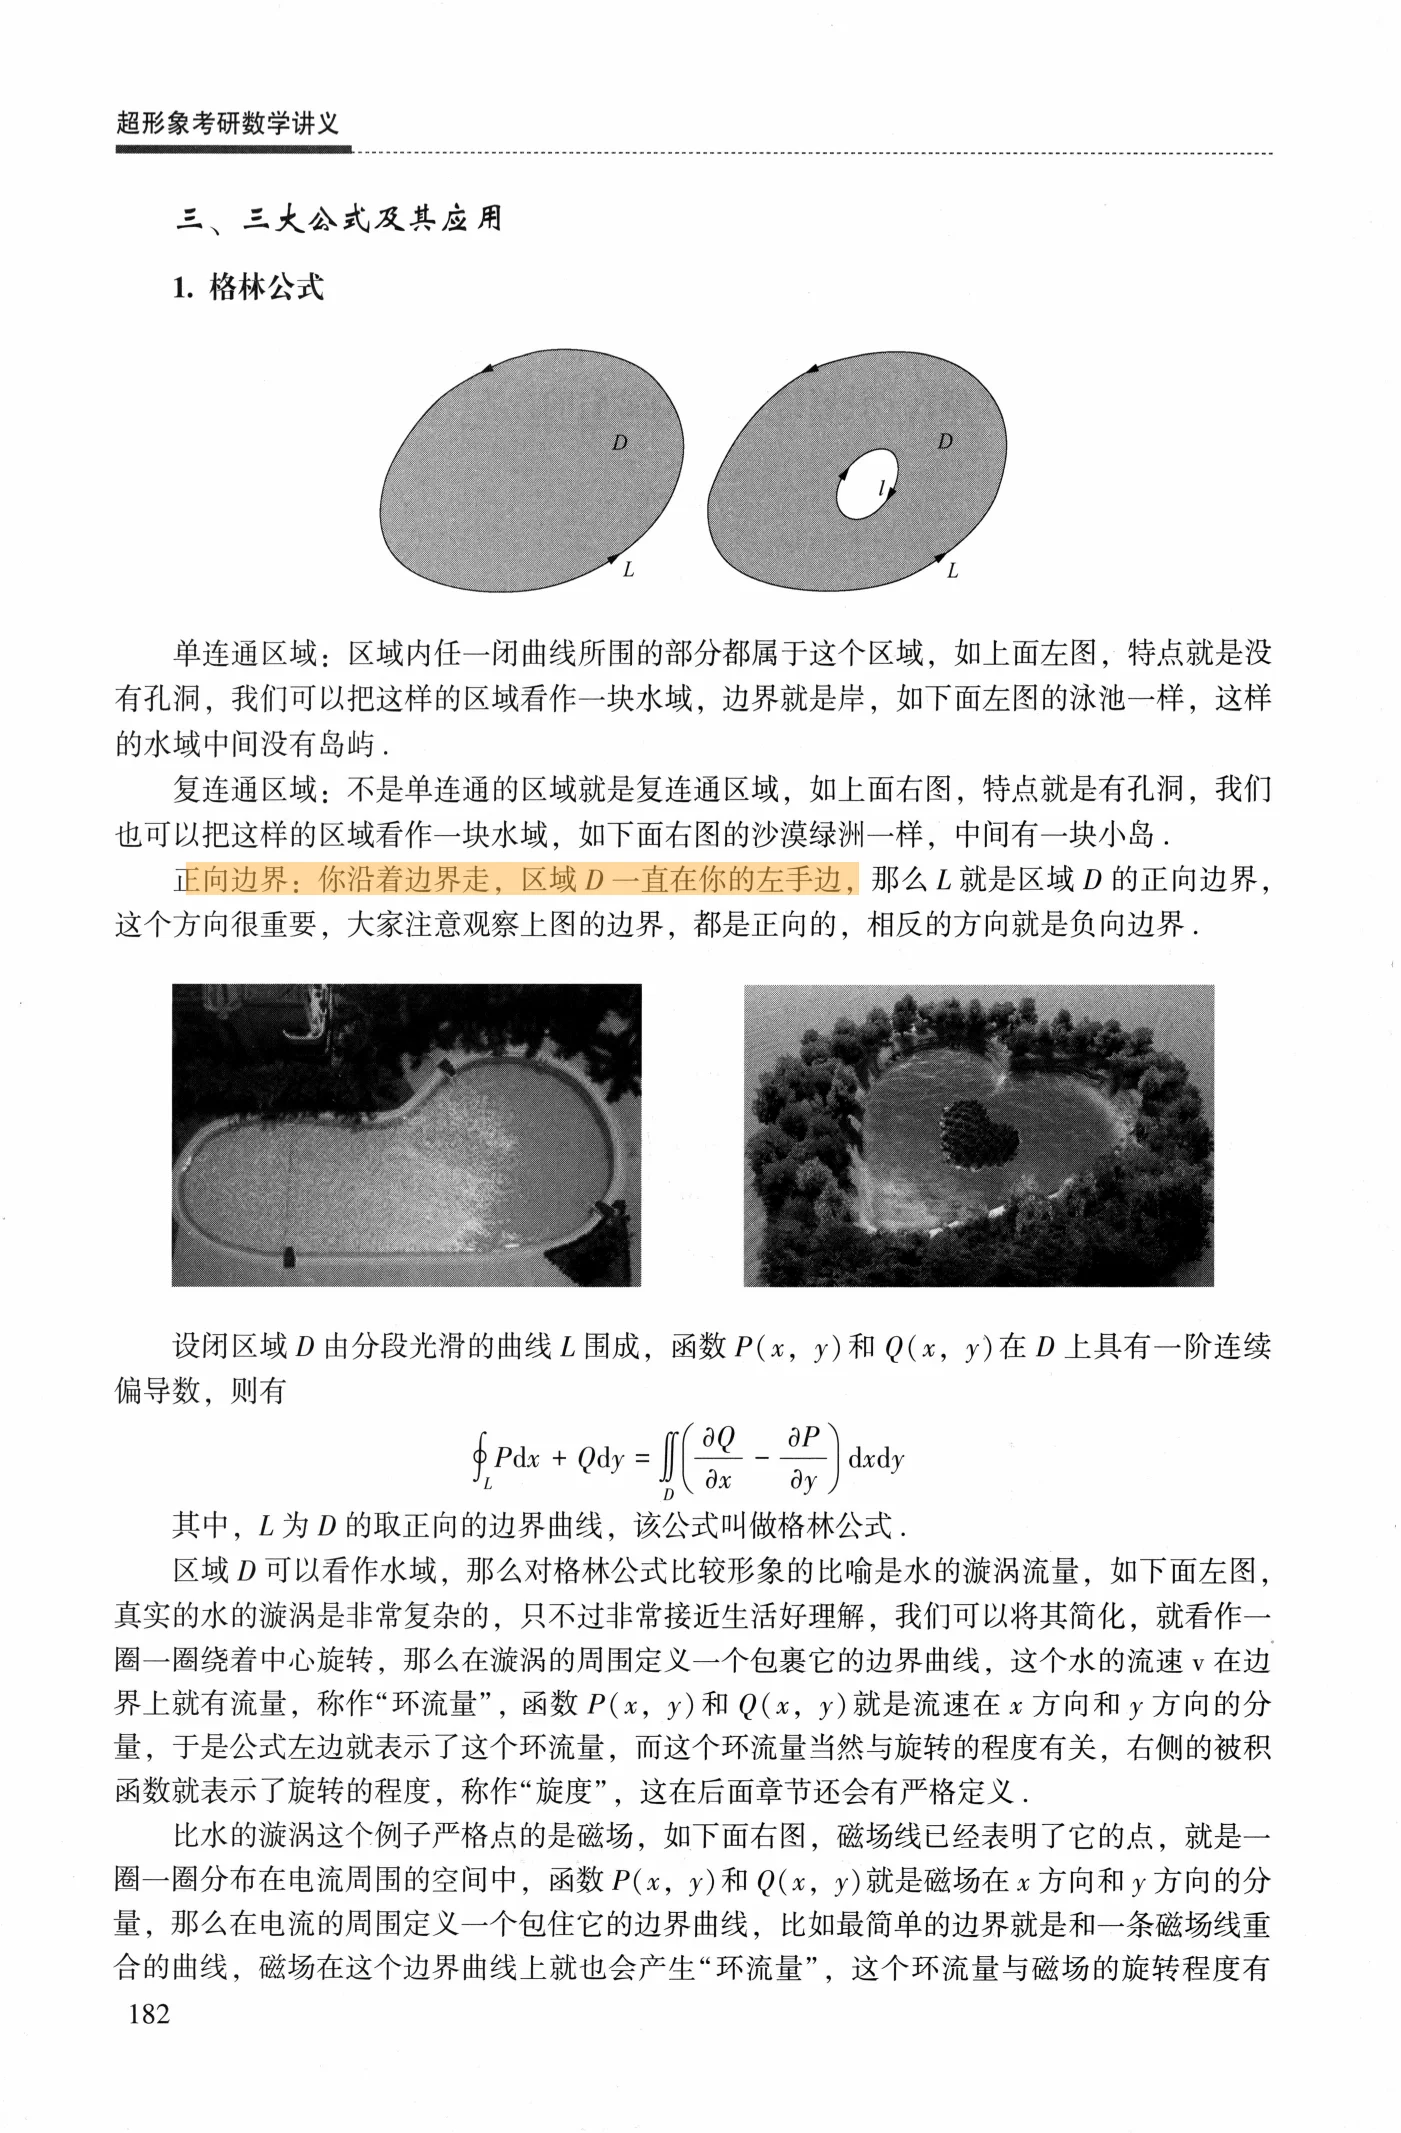 超形象考研数学讲义
三、三大公式及其应用
1. 格林公式
D
L
D
l
L
单连通区域：区域内任一闭曲线所围的部分都属于这个区域，如上面左图，特点就是没
有孔洞，我们可以把这样的区域看作一块水域，边界就是岸，如下面左图的泳池一样，这样
的水域中间没有岛屿．
复连通区域：不是单连通的区域就是复连通区域，如上面右图，特点就是有孔洞，我们
也可以把这样的区域看作一块水域，如下面右图的沙漠绿洲一样，中间有一块小岛．
正向边界：你沿着边界走，区域 D 一直在你的左手边，那么 L 就是区域 D 的正向边界，
这个方向很重要，大家注意观察上图的边界，都是正向的，相反的方向就是负向边界．
设闭区域 D 由分段光滑的曲线 L 围成，函数 P(x, y)和 Q(x, y)在 D 上具有一阶连续
偏导数，则有
∮_L Pdx + Qdy = ∬_D (∂Q/∂x − ∂P/∂y) dxdy
其中，L 为 D 的取正向的边界曲线，该公式叫做格林公式．
区域 D 可以看作水域，那么对格林公式比较形象的比喻是水的漩涡流量，如下面左图，
真实的水的漩涡是非常复杂的，只不过非常接近生活好理解，我们可以将其简化，就看作一
圈一圈绕着中心旋转，那么在漩涡的周围定义一个包裹它的边界曲线，这个水的流速 v 在边
界上就有流量，称作“环流量”，函数 P(x, y)和 Q(x, y)就是流速在 x 方向和 y 方向的分
量，于是公式左边就表示了这个环流量，而这个环流量当然与旋转的程度有关，右侧的被积
函数就表示了旋转的程度，称作“旋度”，这在后面章节还会有严格定义．
比水的漩涡这个例子严格点的是磁场，如下面右图，磁场线已经表明了它的点，就是一
圈一圈分布在电流周围的空间中，函数 P(x, y)和 Q(x, y)就是磁场在 x 方向和 y 方向的分
量，那么在电流的周围定义一个包住它的边界曲线，比如最简单的边界就是和一条磁场线重
合的曲线，磁场在这个边界曲线上就也会产生“环流量”，这个环流量与磁场的旋转程度有
182